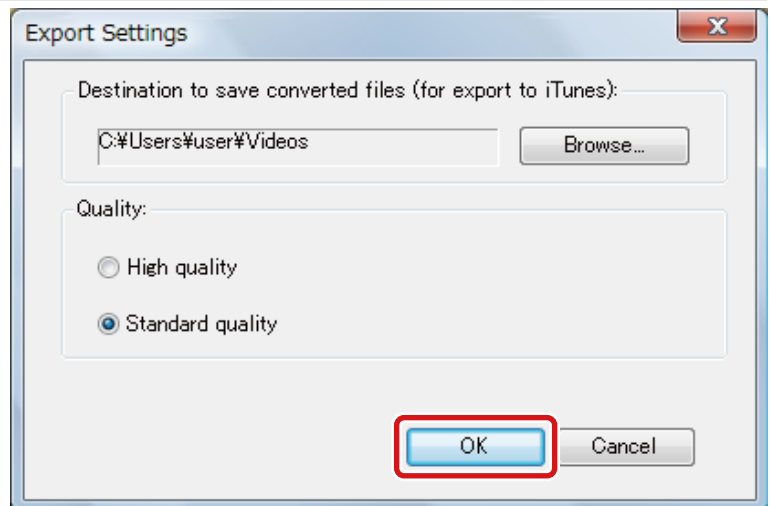 Export Settings
Destination to save converted files (for export to iTunes):
C:¥Users¥user¥Videos
Browse...
Quality:
High quality
Standard quality
OK
Cancel